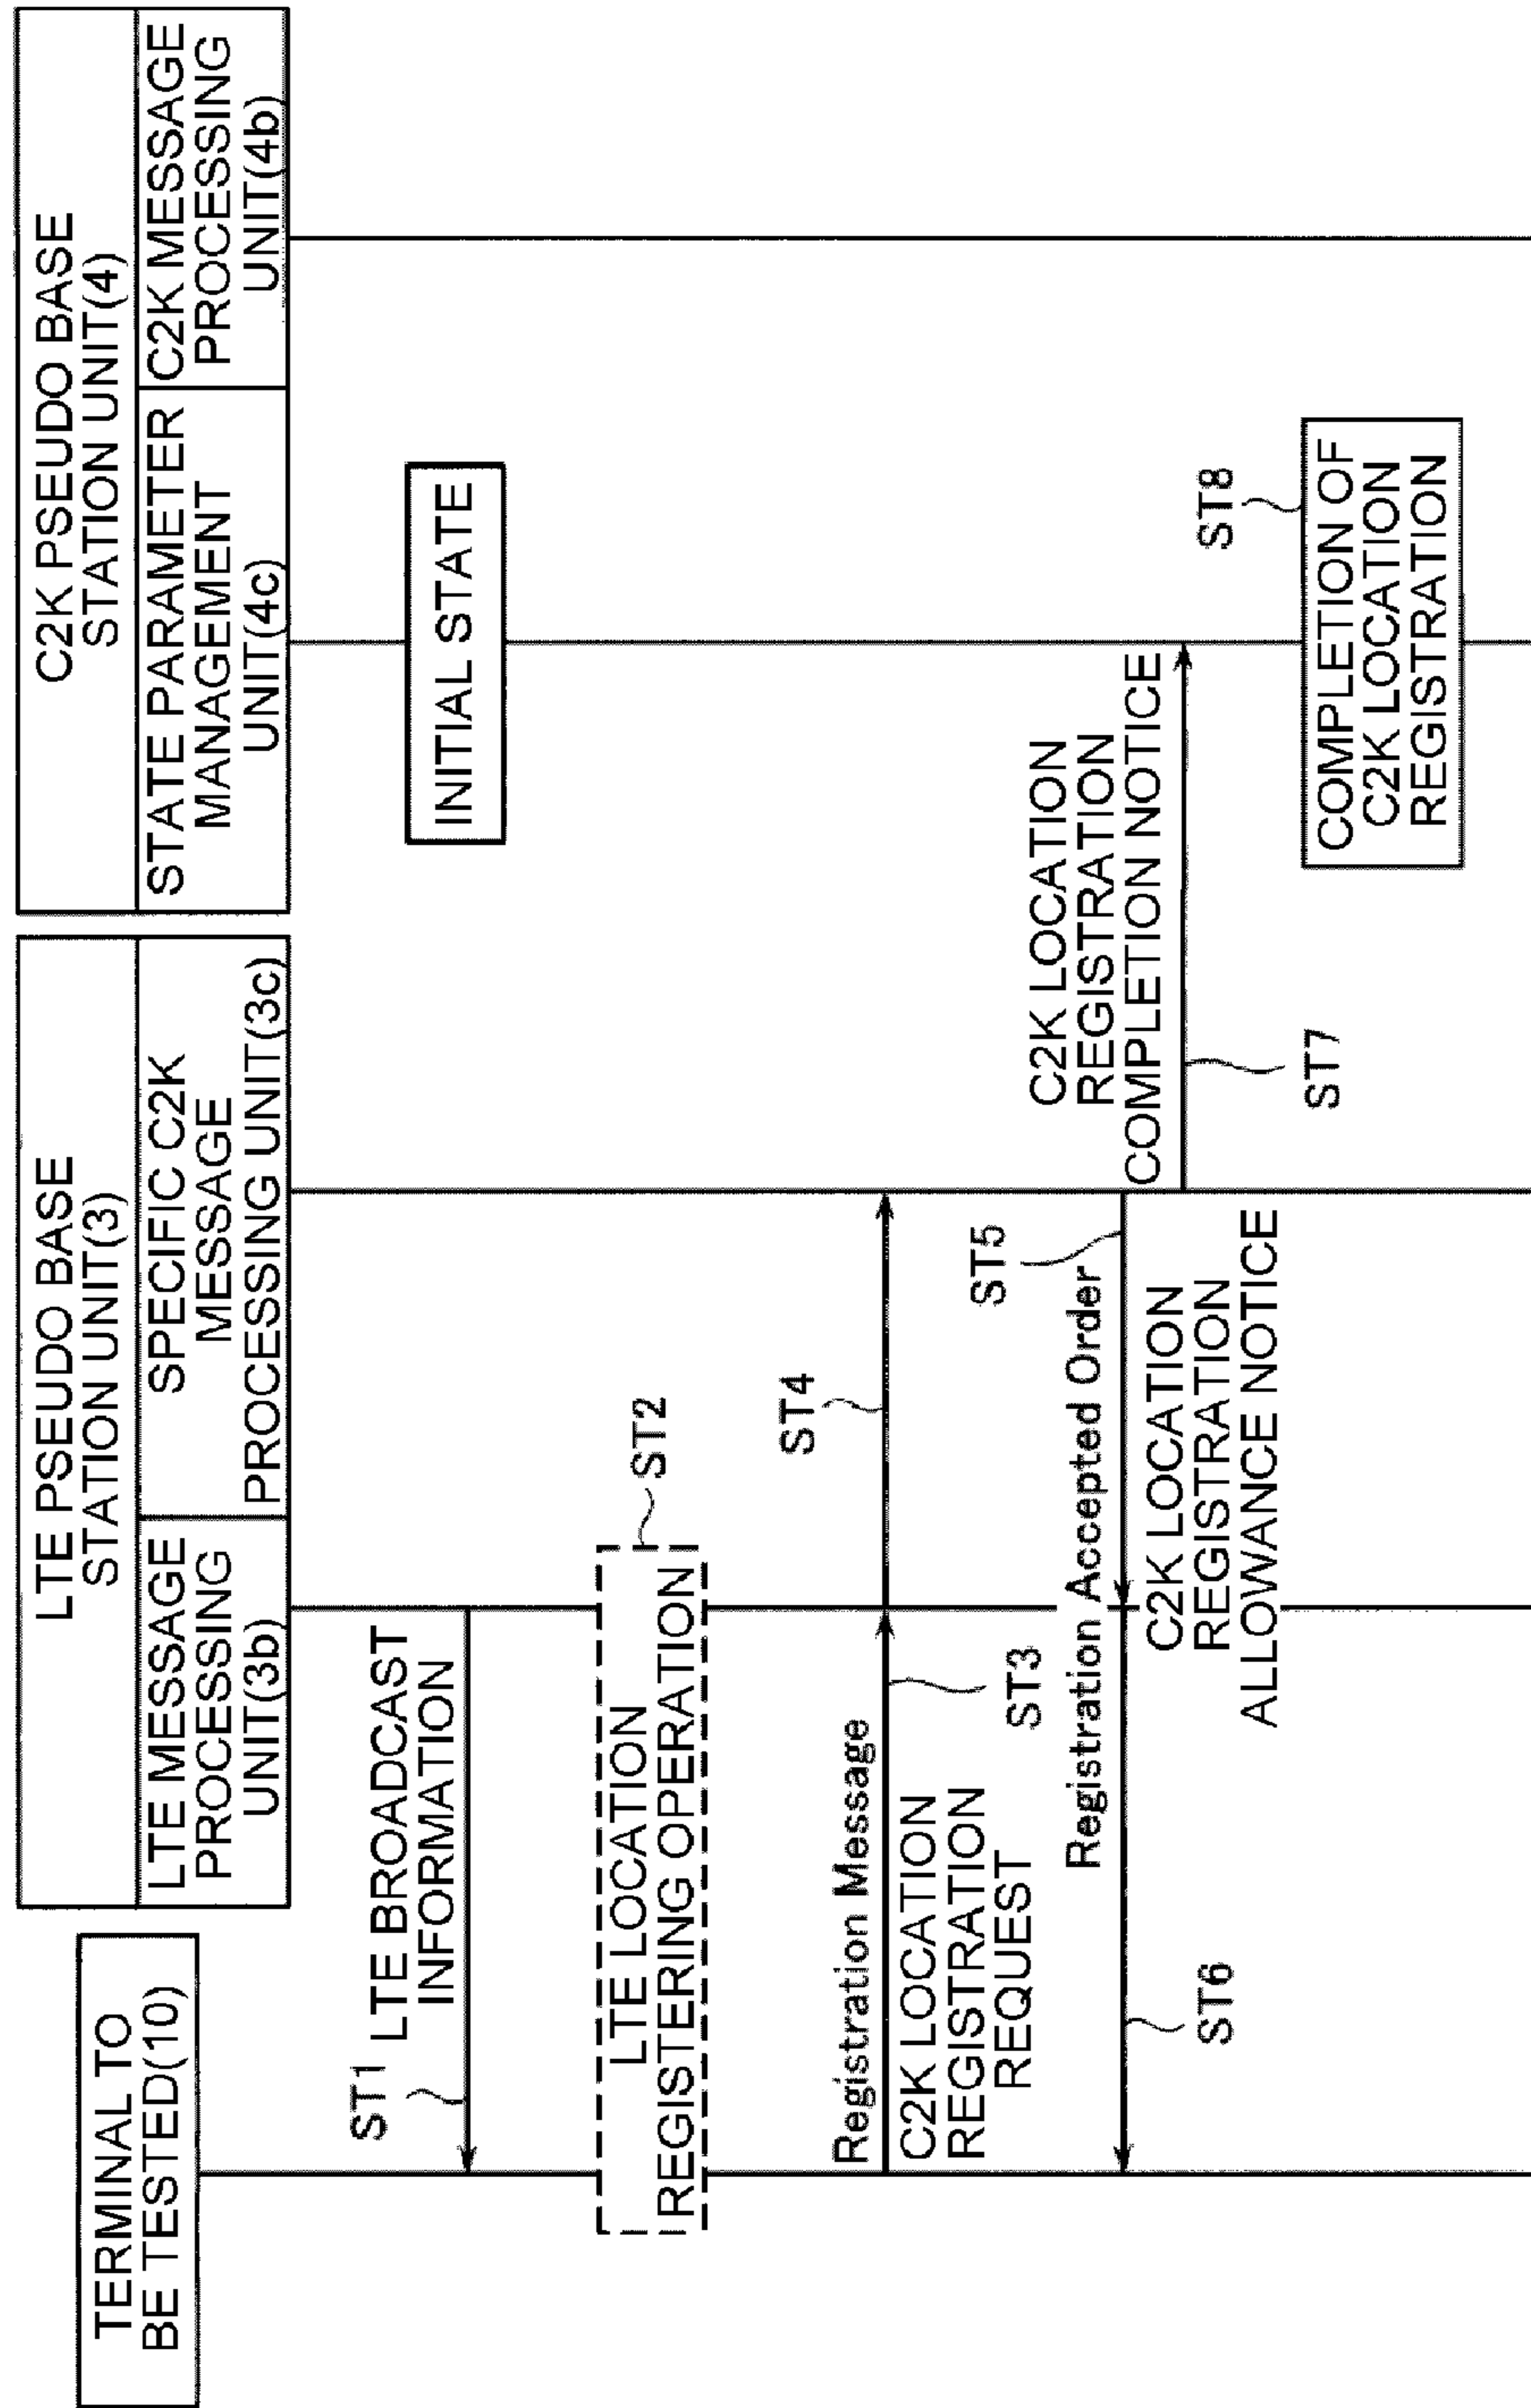 TERMINAL TO
BE TESTED(10)
LTE PSEUDO BASE
STATION UNIT(3)
LTE MESSAGE
PROCESSING
UNIT(3b)
SPECIFIC C2K
MESSAGE
PROCESSING UNIT(3c)
C2K PSEUDO BASE
STATION UNIT(4)
STATE PARAMETER
MANAGEMENT
UNIT(4c)
C2K MESSAGE
PROCESSING
UNIT(4b)
ST1
LTE BROADCAST
INFORMATION
INITIAL STATE
LTE LOCATION
REGISTERING OPERATION
ST2
Registration Message
C2K LOCATION
REGISTRATION
REQUEST
ST3
ST4
ST5
Registration Accepted Order
C2K LOCATION
REGISTRATION
ALLOWANCE NOTICE
ST6
C2K LOCATION
REGISTRATION
COMPLETION NOTICE
ST7
ST8
COMPLETION OF
C2K LOCATION
REGISTRATION